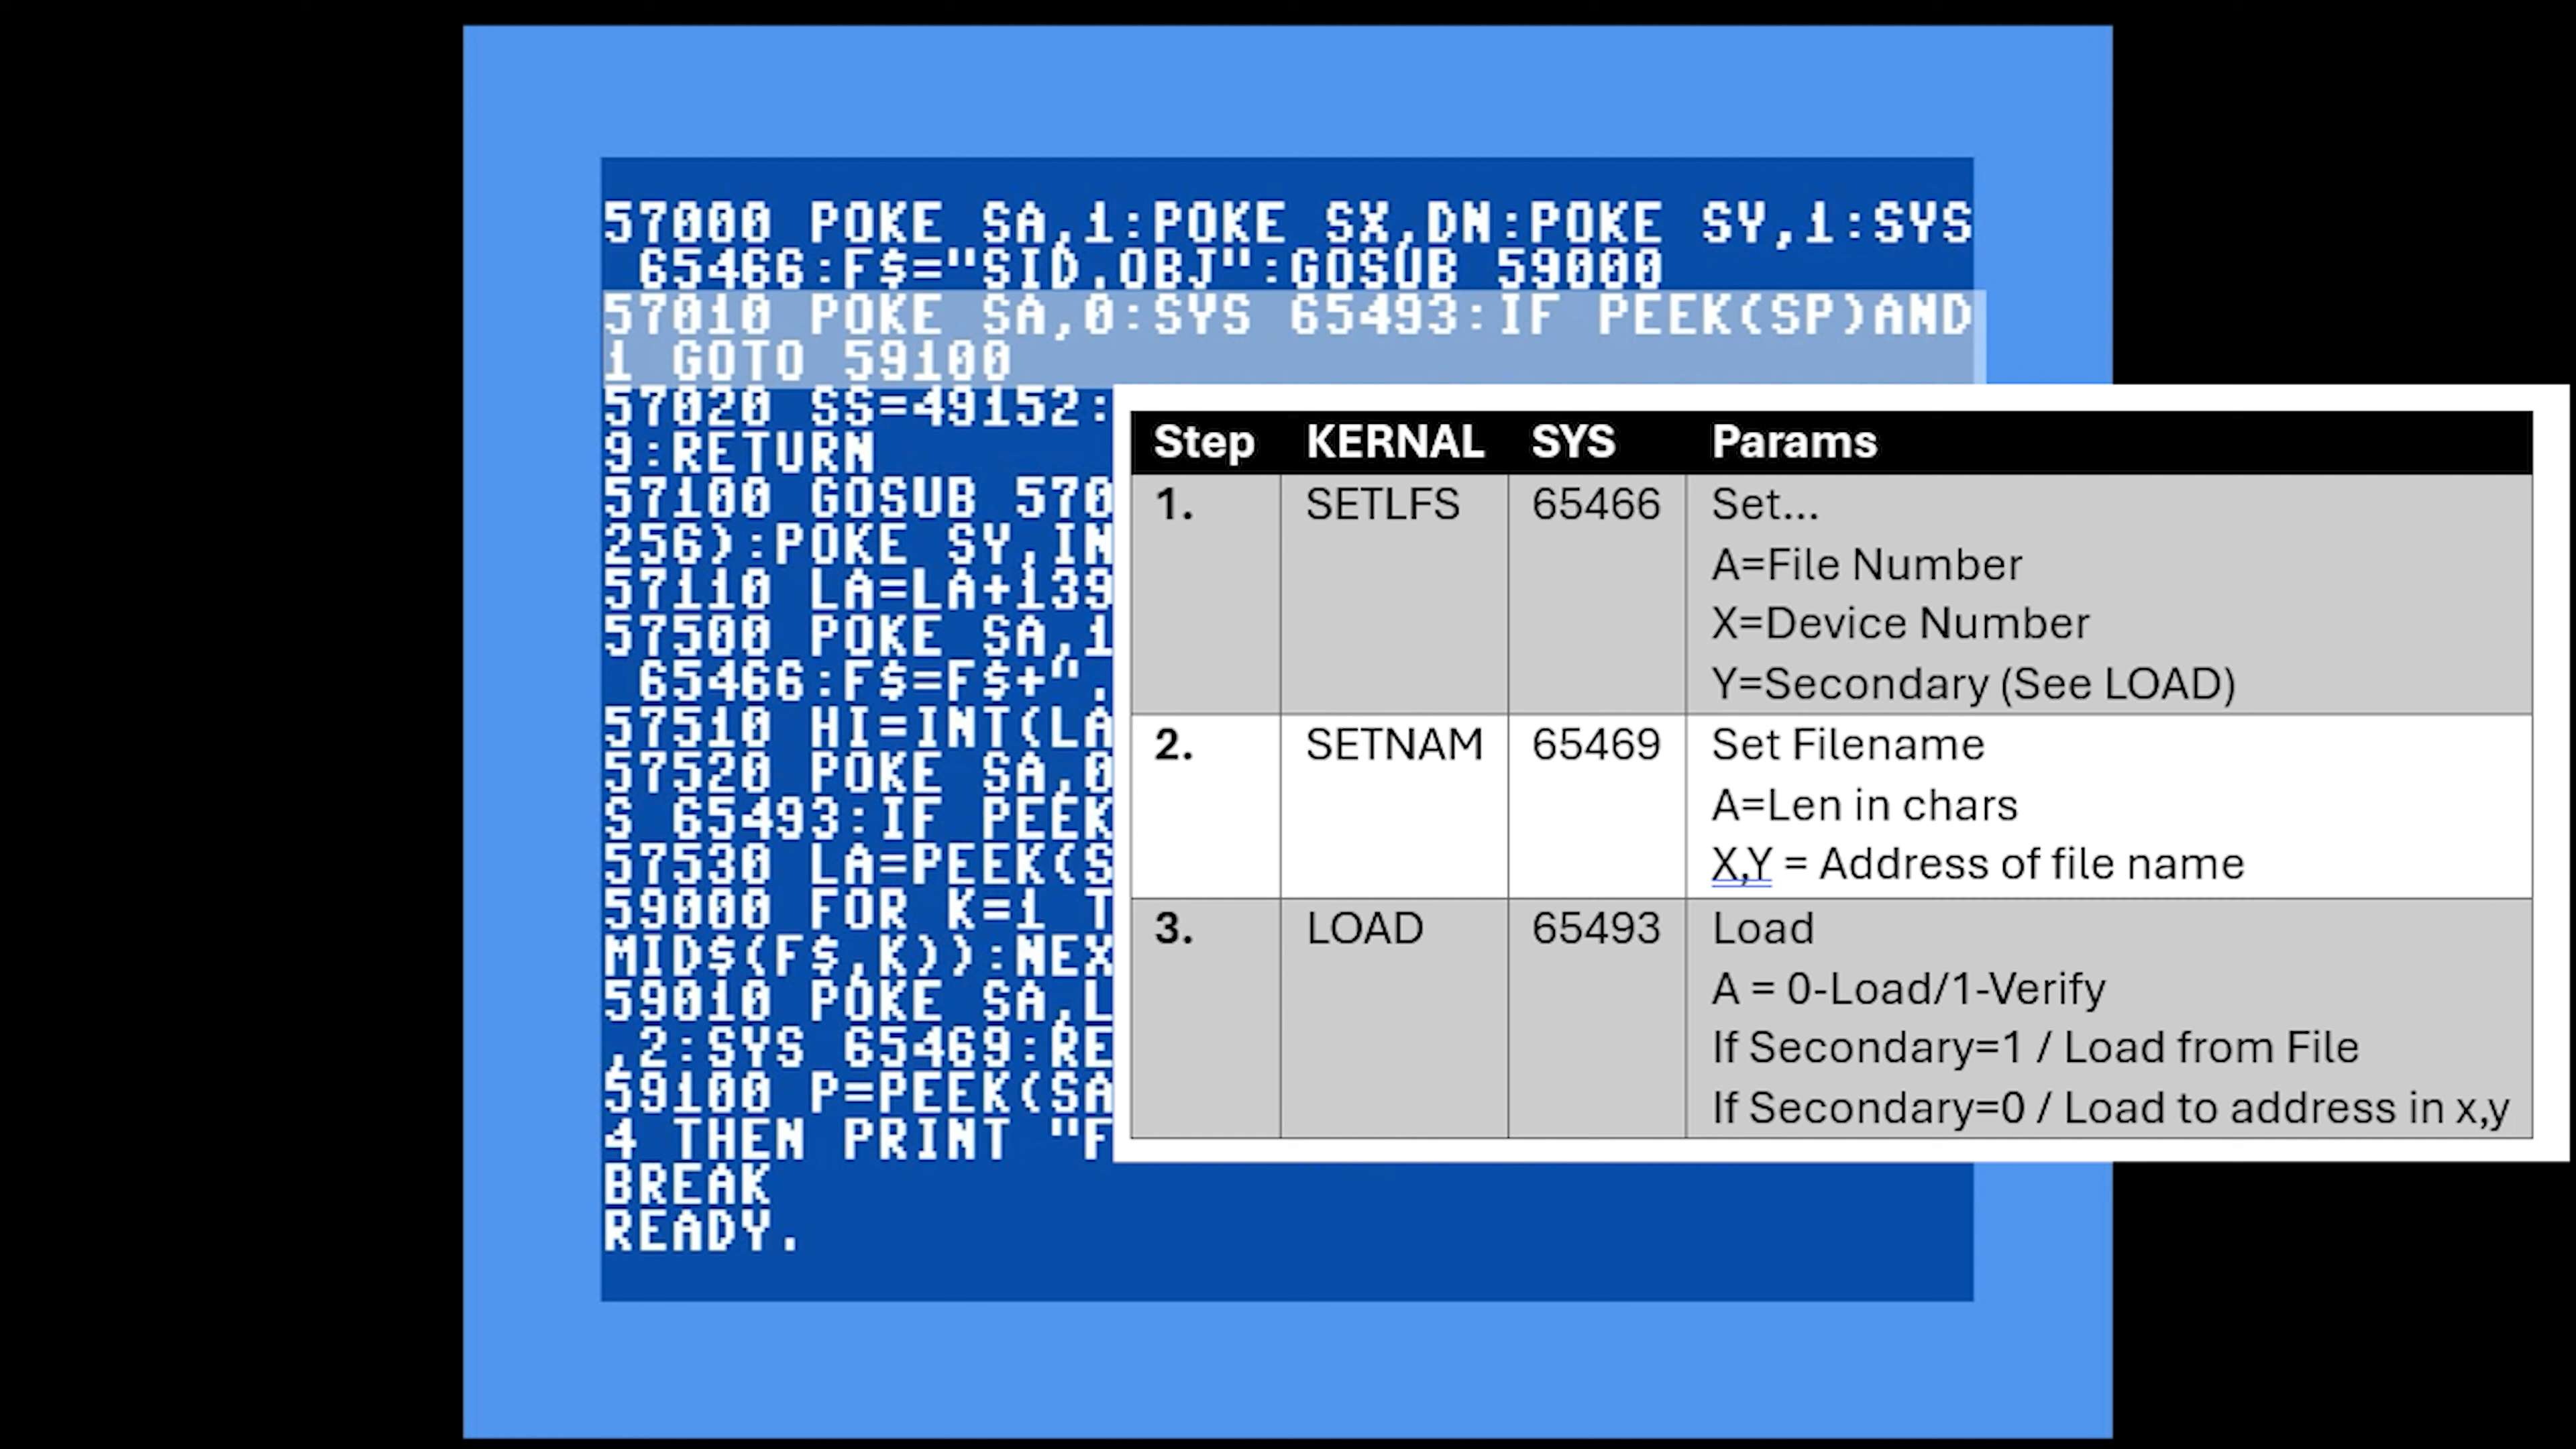 57000 POKE SA,1:POKE SX,DN:POKE SY,1:SYS
65466:F$="SID.OBJ":GOSUB 59000
57010 POKE SA,0:SYS 65493:IF PEEK(SP)AND
1 GOTO 59100
57020 SS=49152:
9:RETURN
57100 GOSUB 570
256):POKE SY,IN
57110 LA=LA+139
57500 POKE SA,1
65466:F$=F$+".
57510 HI=INT(LA
57520 POKE SA,0
S 65493:IF PEEK
57530 LA=PEEK(S
59000 FOR K=1 T
MID$(F$,K)):NEX
59010 POKE SA,L
,2:SYS 65469:RE
59100 P=PEEK(SA
4 THEN PRINT "F
BREAK
READY.
Step KERNAL SYS Params
1. SETLFS 65466 Set...
A=File Number
X=Device Number
Y=Secondary (See LOAD)
2. SETNAM 65469 Set Filename
A=Len in chars
X,Y = Address of file name
3. LOAD 65493 Load
A = 0-Load/1-Verify
If Secondary=1 / Load from File
If Secondary=0 / Load to address in x,y